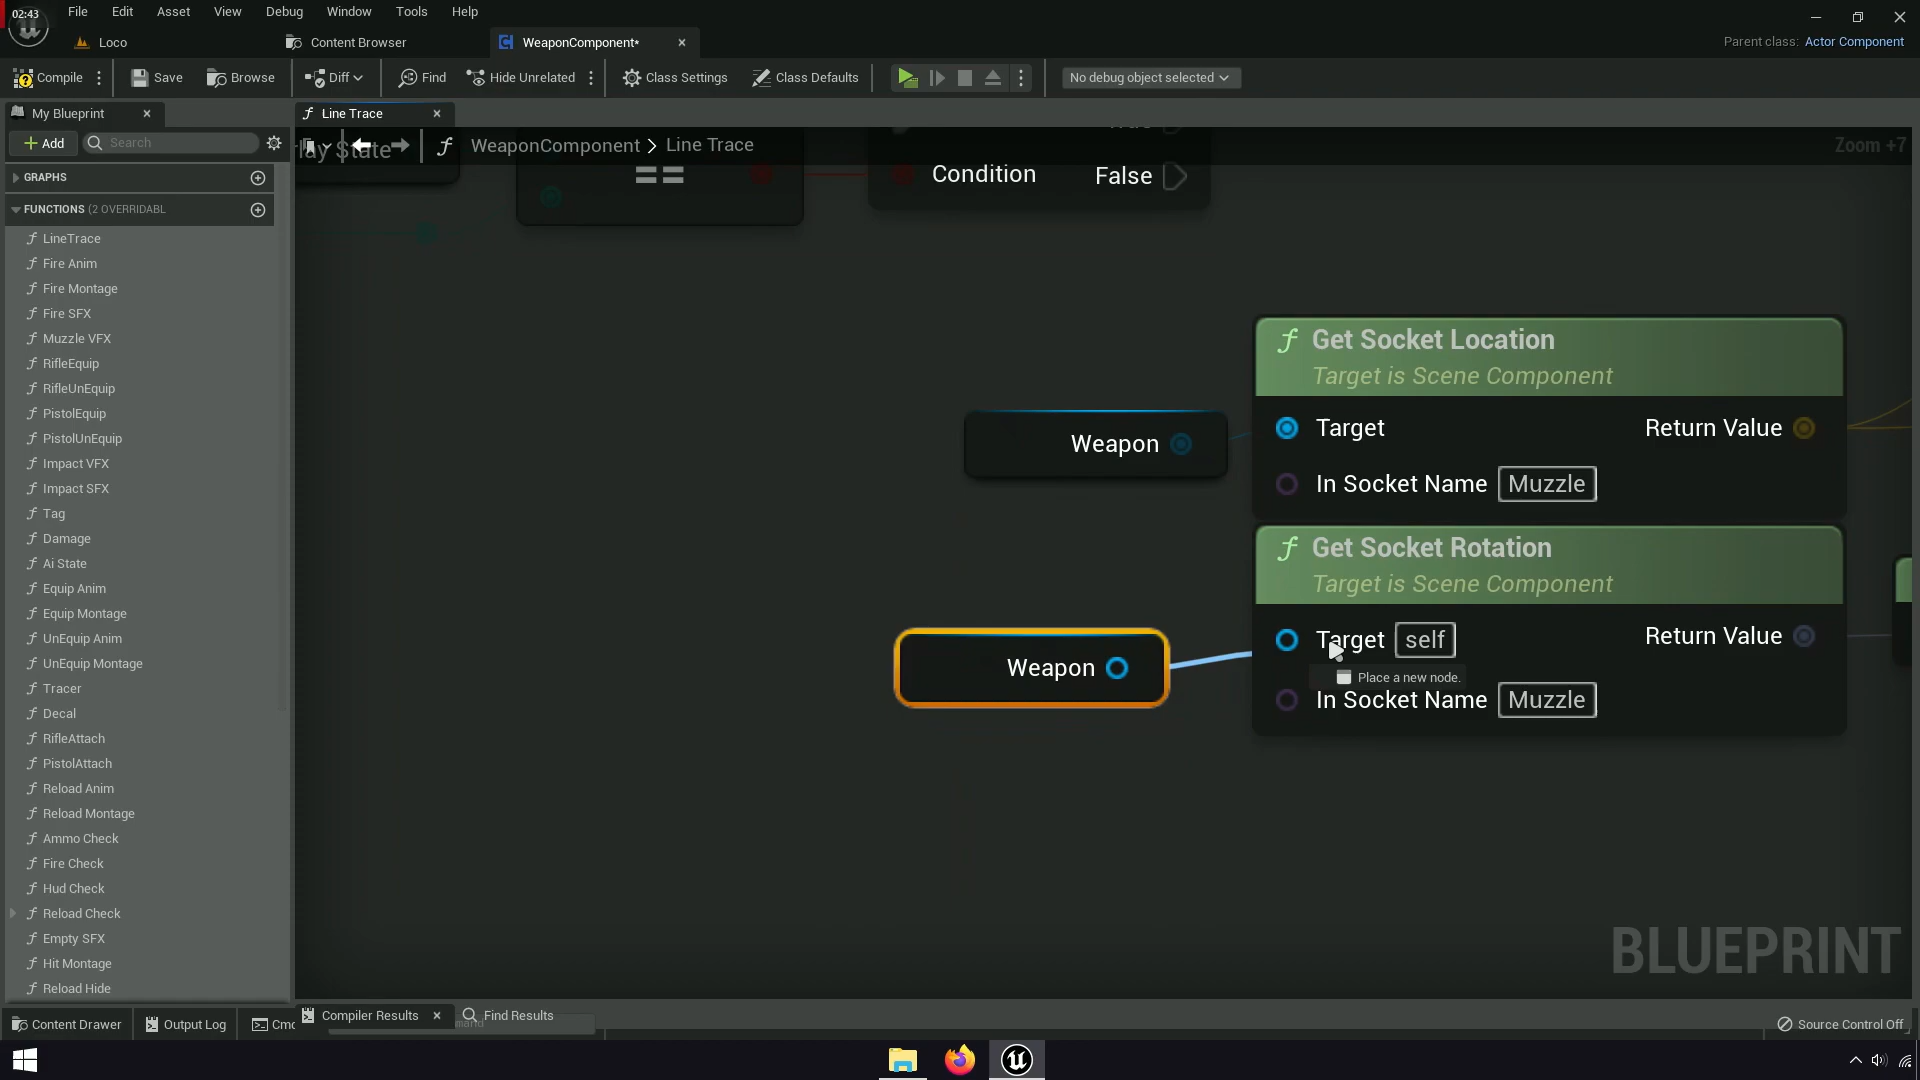 02:43
File Edit Asset View Debug Window Tools Help
Loco Content Browser WeaponComponent*
Parent class: Actor Component
Compile Save Browse Diff Find Hide Unrelated Class Settings Class Defaults No debug object selected
My Blueprint
Line Trace
Add Search
WeaponComponent > Line Trace
Zoom +7
lay State
Condition False
GRAPHS
FUNCTIONS (2 OVERRIDABL
LineTrace
Fire Anim
Fire Montage
Fire SFX
Muzzle VFX
RifleEquip
RifleUnEquip
PistolEquip
PistolUnEquip
Impact VFX
Impact SFX
Tag
Damage
Ai State
Equip Anim
Equip Montage
UnEquip Anim
UnEquip Montage
Tracer
Decal
RifleAttach
PistolAttach
Reload Anim
Reload Montage
Ammo Check
Fire Check
Hud Check
Reload Check
Empty SFX
Hit Montage
Reload Hide
Get Socket Location
Target is Scene Component
Target Return Value
In Socket Name Muzzle
Weapon
Get Socket Rotation
Target is Scene Component
Target self Return Value
Place a new node.
In Socket Name Muzzle
Weapon
BLUEPRINT
Compiler Results Find Results
Content Drawer Output Log Cmd
Source Control Off